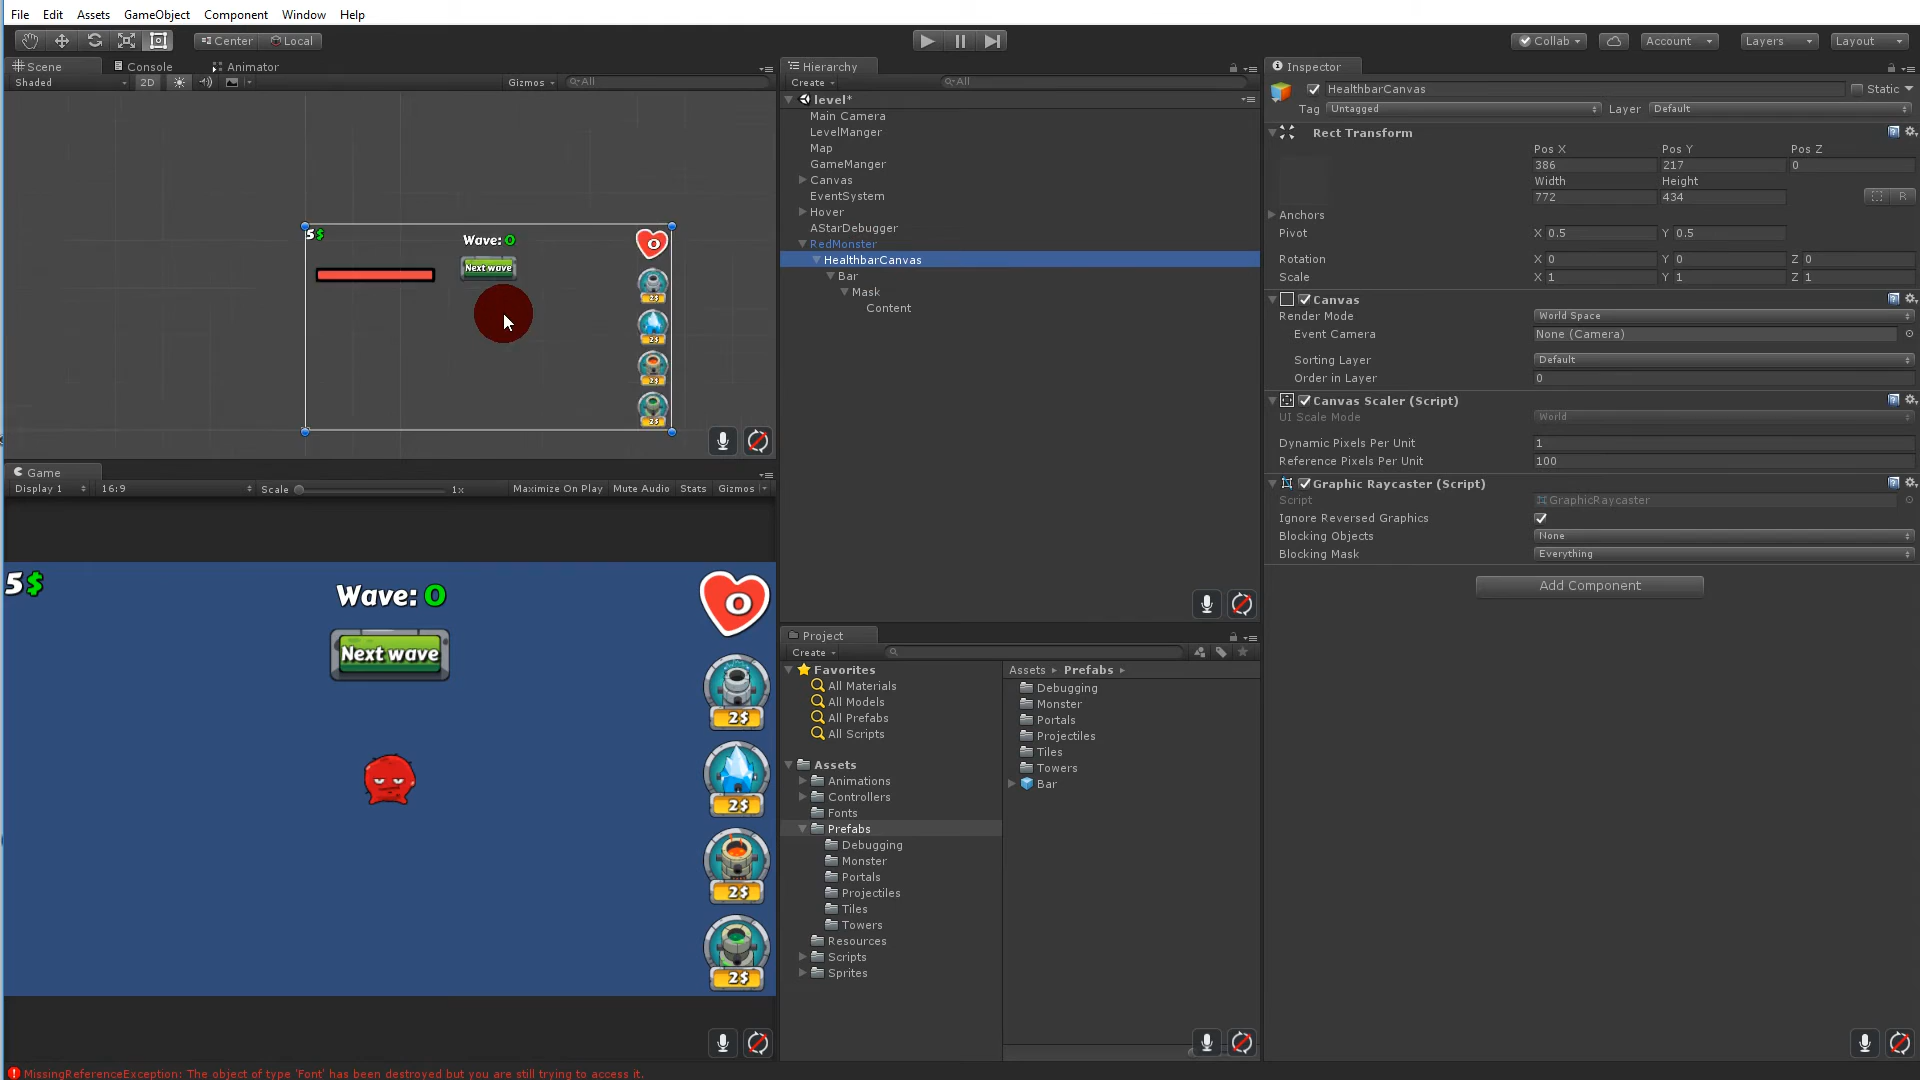 File Edit Assets GameObject Component Window Help
Center Local Collab Account Layers Layout
Scene Console Animator
Shaded 2D Gizmos All
5$
Wave: 0
0
Next wave
2$
2$
2$
2$
Game
Display 1 16:9 Scale 1x Maximize On Play Mute Audio Stats Gizmos
5$
Wave: 0
0
Next wave
2$
2$
2$
2$
Hierarchy
Create All
level*
Main Camera
LevelManger
Map
GameManger
Canvas
EventSystem
Hover
AStarDebugger
RedMonster
HealthbarCanvas
Bar
Mask
Content
Project
Create
Favorites
All Materials
All Models
All Prefabs
All Scripts
Assets
Animations
Controllers
Fonts
Prefabs
Debugging
Monster
Portals
Projectiles
Tiles
Towers
Resources
Scripts
Sprites
Assets Prefabs
Debugging
Monster
Portals
Projectiles
Tiles
Towers
Bar
Inspector
HealthbarCanvas Static
Tag Untagged Layer Default
Rect Transform
Pos X Pos Y Pos Z
386 217 0
Width Height
772 434 R
Anchors
Pivot X 0.5 Y 0.5
Rotation X 0 Y 0 Z 0
Scale X 1 Y 1 Z 1
Canvas
Render Mode World Space
Event Camera None (Camera)
Sorting Layer Default
Order in Layer 0
Canvas Scaler (Script)
UI Scale Mode World
Dynamic Pixels Per Unit 1
Reference Pixels Per Unit 100
Graphic Raycaster (Script)
Script GraphicRaycaster
Ignore Reversed Graphics
Blocking Objects None
Blocking Mask Everything
Add Component
MissingReferenceException: The object of type 'Font' has been destroyed but you are still trying to access it.